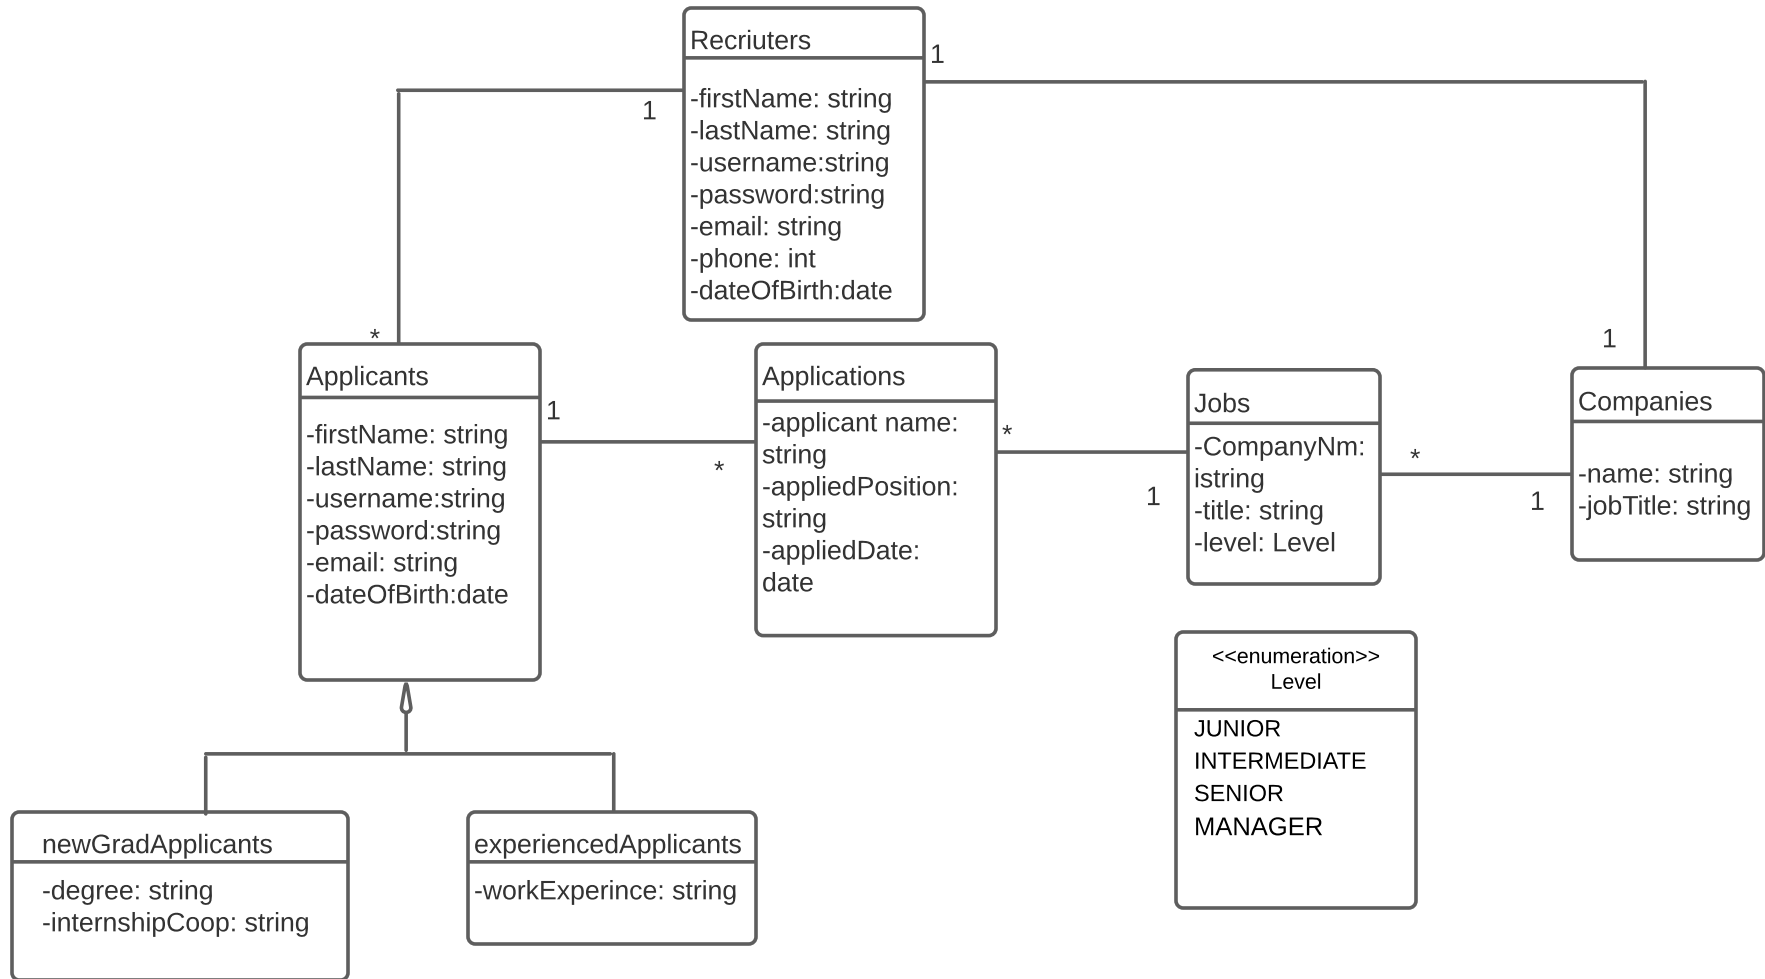 Recriuters
-firstName: string
-lastName: string
-username:string
-password:string
-email: string
-phone: int
-dateOfBirth:date
1
1
*
1
Applicants
-firstName: string
-lastName: string
-username:string
-password:string
-email: string
-dateOfBirth:date
1
*
Applications
-applicant name:
string
-appliedPosition:
string
-appliedDate:
date
*
1
Jobs
-CompanyNm:
istring
-title: string
-level: Level
*
1
Companies
-name: string
-jobTitle: string
<<enumeration>>
Level
JUNIOR
INTERMEDIATE
SENIOR
MANAGER
newGradApplicants
-degree: string
-internshipCoop: string
experiencedApplicants
-workExperince: string